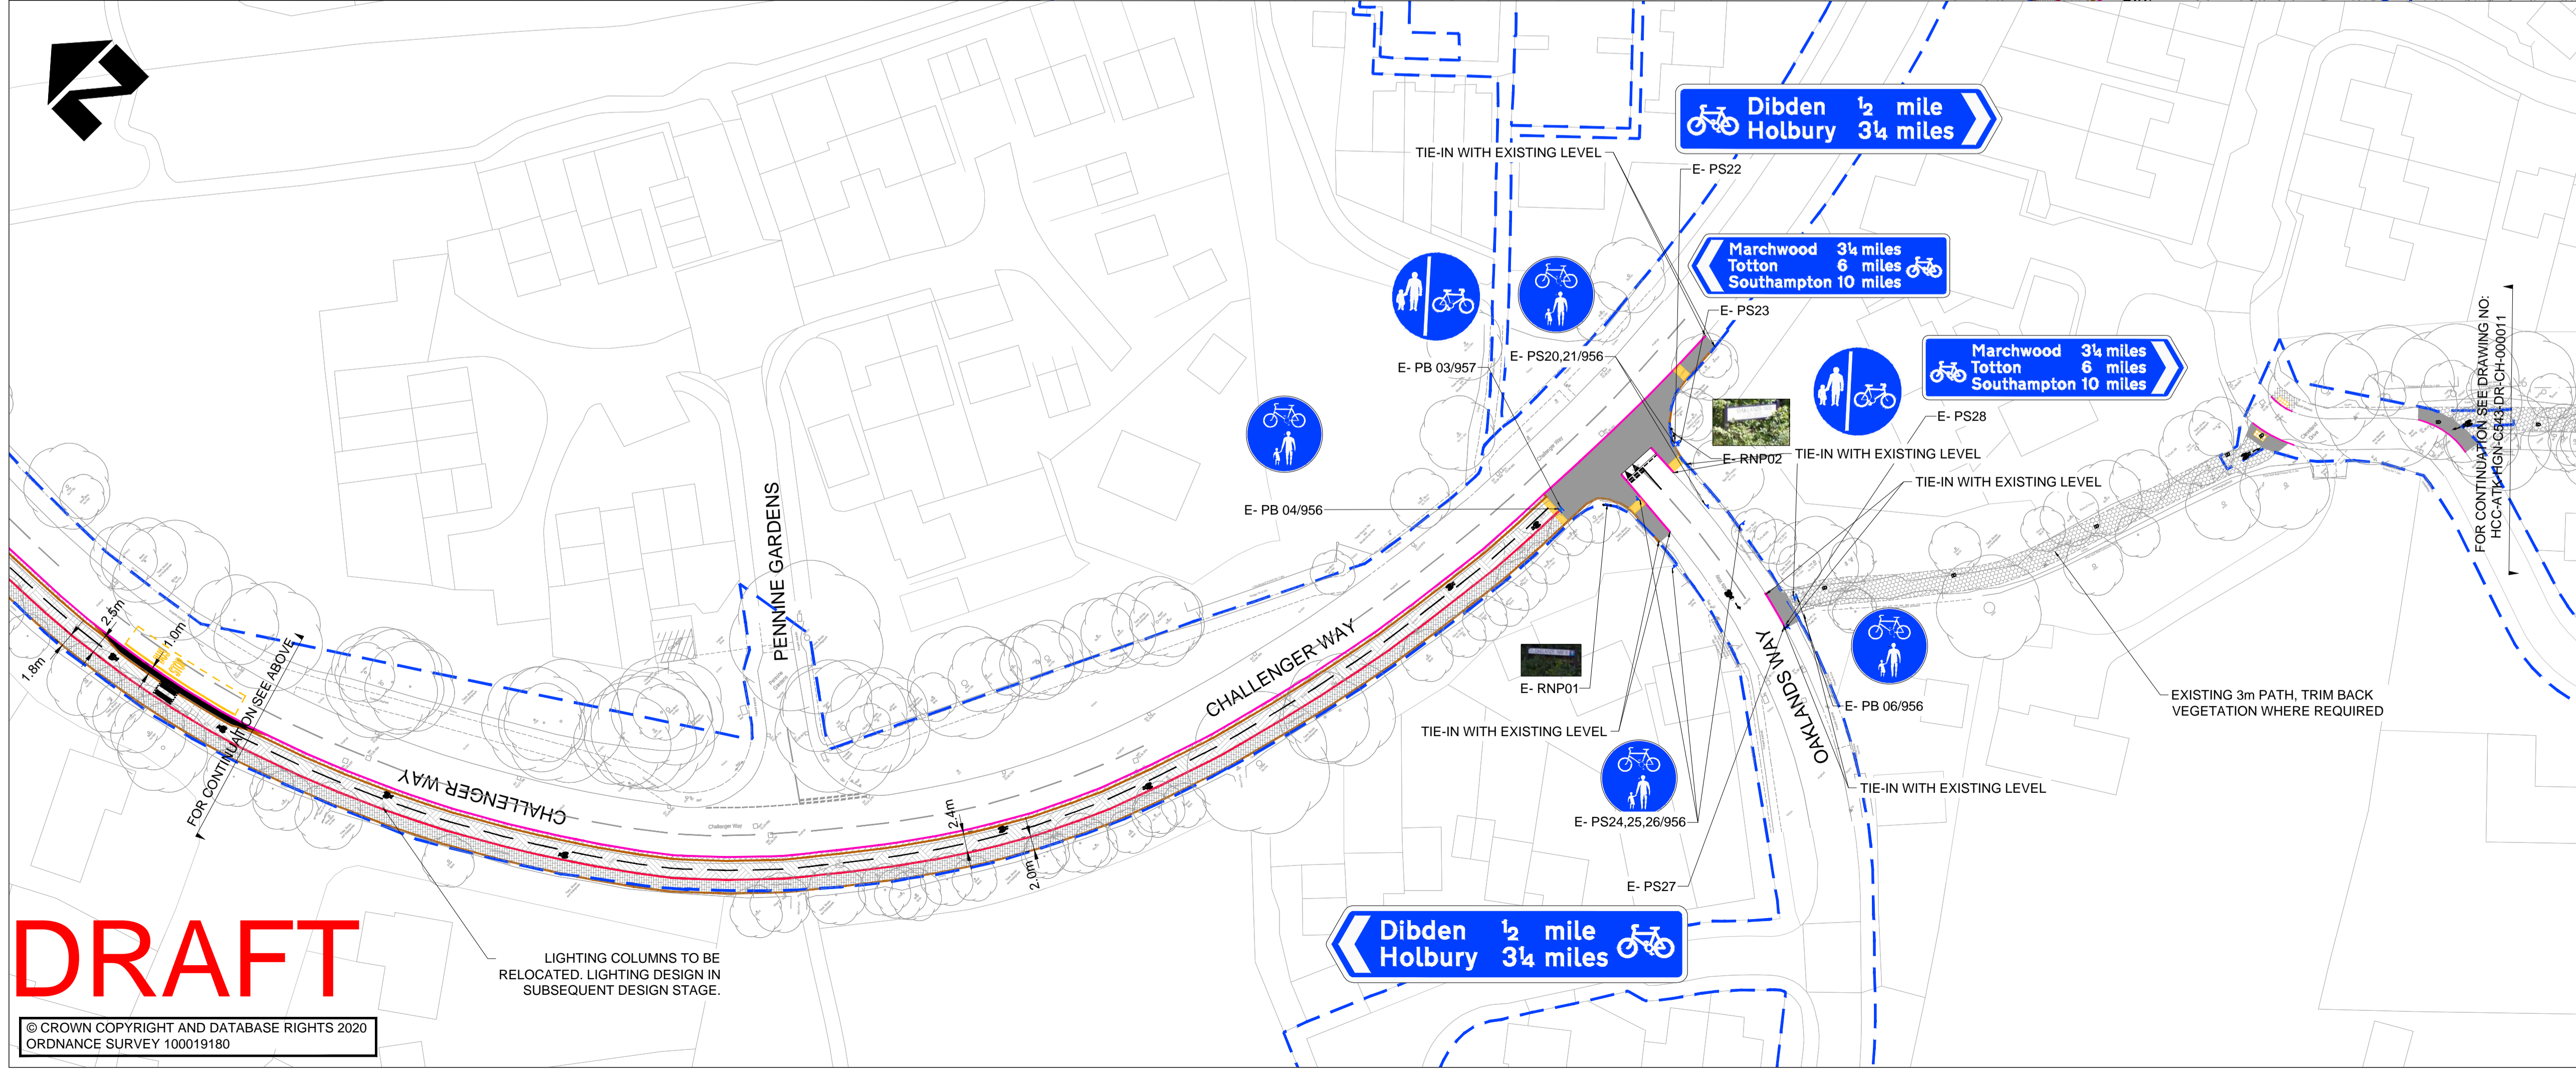 Dibden ½ mile
Holbury 3¼ miles
TIE-IN WITH EXISTING LEVEL
E- PS22
Marchwood 3¼ miles
Totton 6 miles
Southampton 10 miles
E- PS23
E- PS20,21/956
E- PB 03/957
Marchwood 3¼ miles
Totton 6 miles
Southampton 10 miles
E- PS28
E- RNP02
TIE-IN WITH EXISTING LEVEL
TIE-IN WITH EXISTING LEVEL
E- PB 04/956
FOR CONTINUATION SEE DRAWING NO:
HCC-ATK-HGN-C543-DR-CH-000011
PENNINE GARDENS
2.5m
1.0m
1.8m
FOR CONTINUATION SEE ABOVE
CHALLENGER WAY
CHALLENGER WAY
Challenger Way
2.4m
2.0m
E- RNP01
TIE-IN WITH EXISTING LEVEL
OAKLANDS WAY
E- PB 06/956
EXISTING 3m PATH, TRIM BACK
VEGETATION WHERE REQUIRED
TIE-IN WITH EXISTING LEVEL
E- PS24,25,26/956
E- PS27
Dibden ½ mile
Holbury 3¼ miles
LIGHTING COLUMNS TO BE
RELOCATED. LIGHTING DESIGN IN
SUBSEQUENT DESIGN STAGE.
DRAFT
© CROWN COPYRIGHT AND DATABASE RIGHTS 2020
ORDNANCE SURVEY 100019180